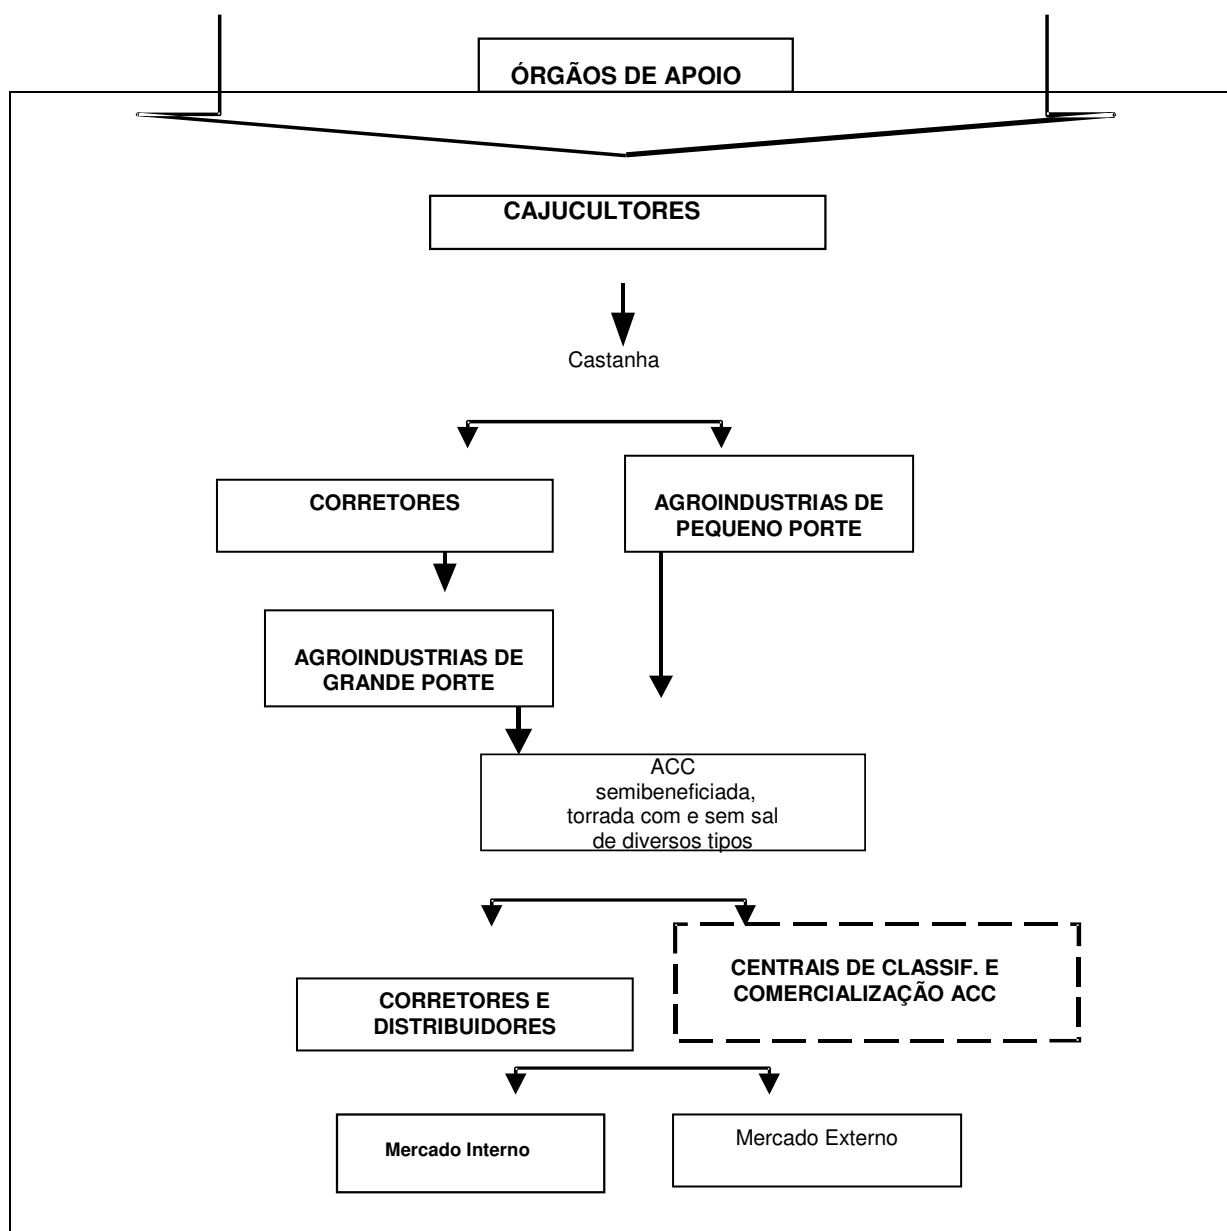 ÓRGÃOS DE APOIO
CAJUCULTORES
Castanha
CORRETORES
AGROINDUSTRIAS DE
PEQUENO PORTE
AGROINDUSTRIAS DE
GRANDE PORTE
ACC
semibeneficiada,
torrada com e sem sal
de diversos tipos
CENTRAIS DE CLASSIF. E
COMERCIALIZAÇÃO ACC
CORRETORES E
DISTRIBUIDORES
Mercado Interno
Mercado Externo